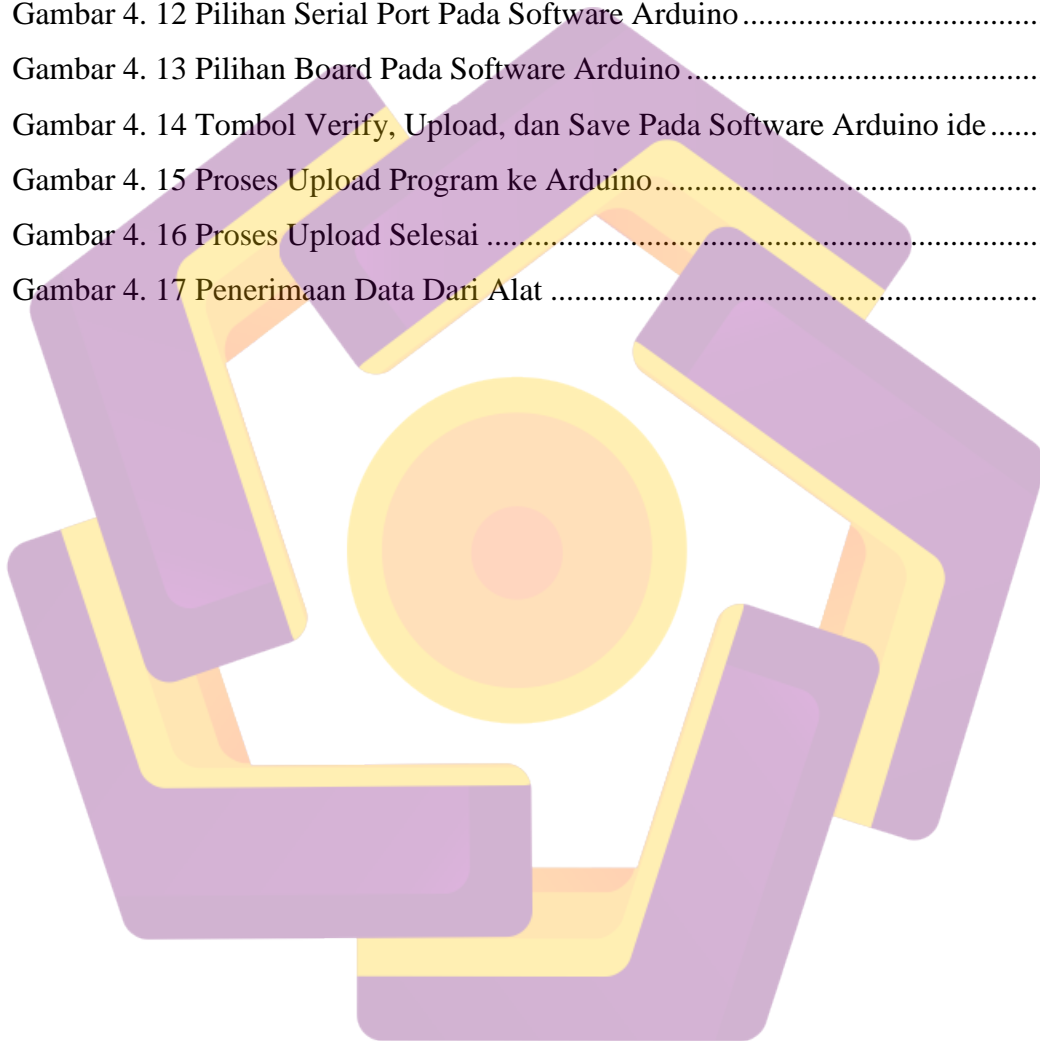 Gambar 4. 12 Pilihan Serial Port Pada Software Arduino ......................................
Gambar 4. 13 Pilihan Board Pada Software Arduino .............................................
Gambar 4. 14 Tombol Verify, Upload, dan Save Pada Software Arduino ide ......
Gambar 4. 15 Proses Upload Program ke Arduino.................................................
Gambar 4. 16 Proses Upload Selesai ......................................................................
Gambar 4. 17 Penerimaan Data Dari Alat ..............................................................